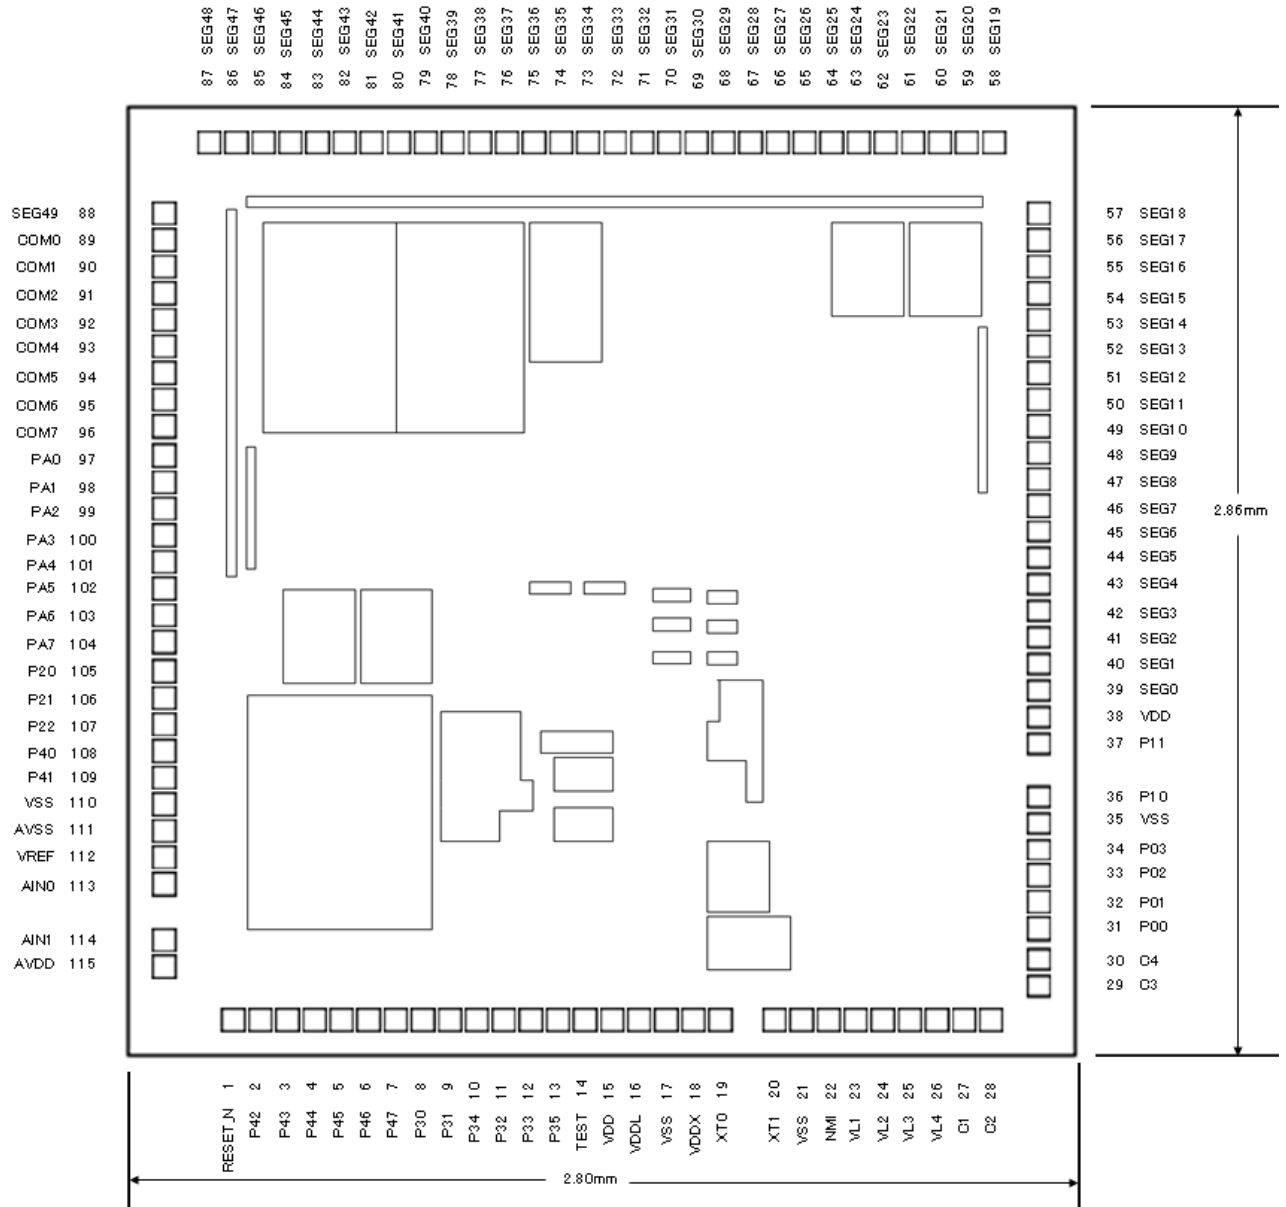 87 SEG48
86 SEG47
85 SEG46
84 SEG45
83 SEG44
82 SEG43
81 SEG42
80 SEG41
79 SEG40
78 SEG39
77 SEG38
76 SEG37
75 SEG36
74 SEG35
73 SEG34
72 SEG33
71 SEG32
70 SEG31
69 SEG30
68 SEG29
67 SEG28
66 SEG27
65 SEG26
64 SEG25
63 SEG24
62 SEG23
61 SEG22
60 SEG21
59 SEG20
58 SEG19
SEG49 88
COM0 89
COM1 90
COM2 91
COM3 92
COM4 93
COM5 94
COM6 95
COM7 96
PA0 97
PA1 98
PA2 99
PA3 100
PA4 101
PA5 102
PA6 103
PA7 104
P20 105
P21 106
P22 107
P40 108
P41 109
VSS 110
AVSS 111
VREF 112
AIN0 113
AIN1 114
AVDD 115
57 SEG18
56 SEG17
55 SEG16
54 SEG15
53 SEG14
52 SEG13
51 SEG12
50 SEG11
49 SEG10
48 SEG9
47 SEG8
46 SEG7
45 SEG6
44 SEG5
43 SEG4
42 SEG3
41 SEG2
40 SEG1
39 SEG0
38 VDD
37 P11
36 P10
35 VSS
34 P03
33 P02
32 P01
31 P00
30 C4
29 C3
2.86mm
RESET_N 1
P42 2
P43 3
P44 4
P45 5
P46 6
P47 7
P30 8
P31 9
P34 10
P32 11
P33 12
P35 13
TEST 14
VDD 15
VDDL 16
VSS 17
VDDX 18
XT0 19
XT1 20
VSS 21
NMI 22
VL1 23
VL2 24
VL3 25
VL4 26
C1 27
C2 28
2.80mm